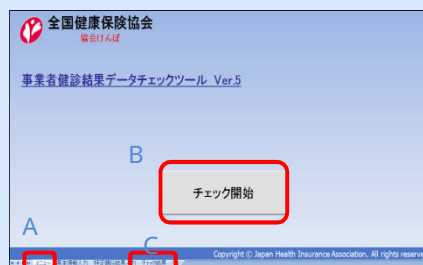 全国健康保険協会
協会けんぽ
事業者健診結果データチェックツール Ver.5
B
チェック開始
A
C
Copyright © Japan Health Insurance Association. All rights reserve